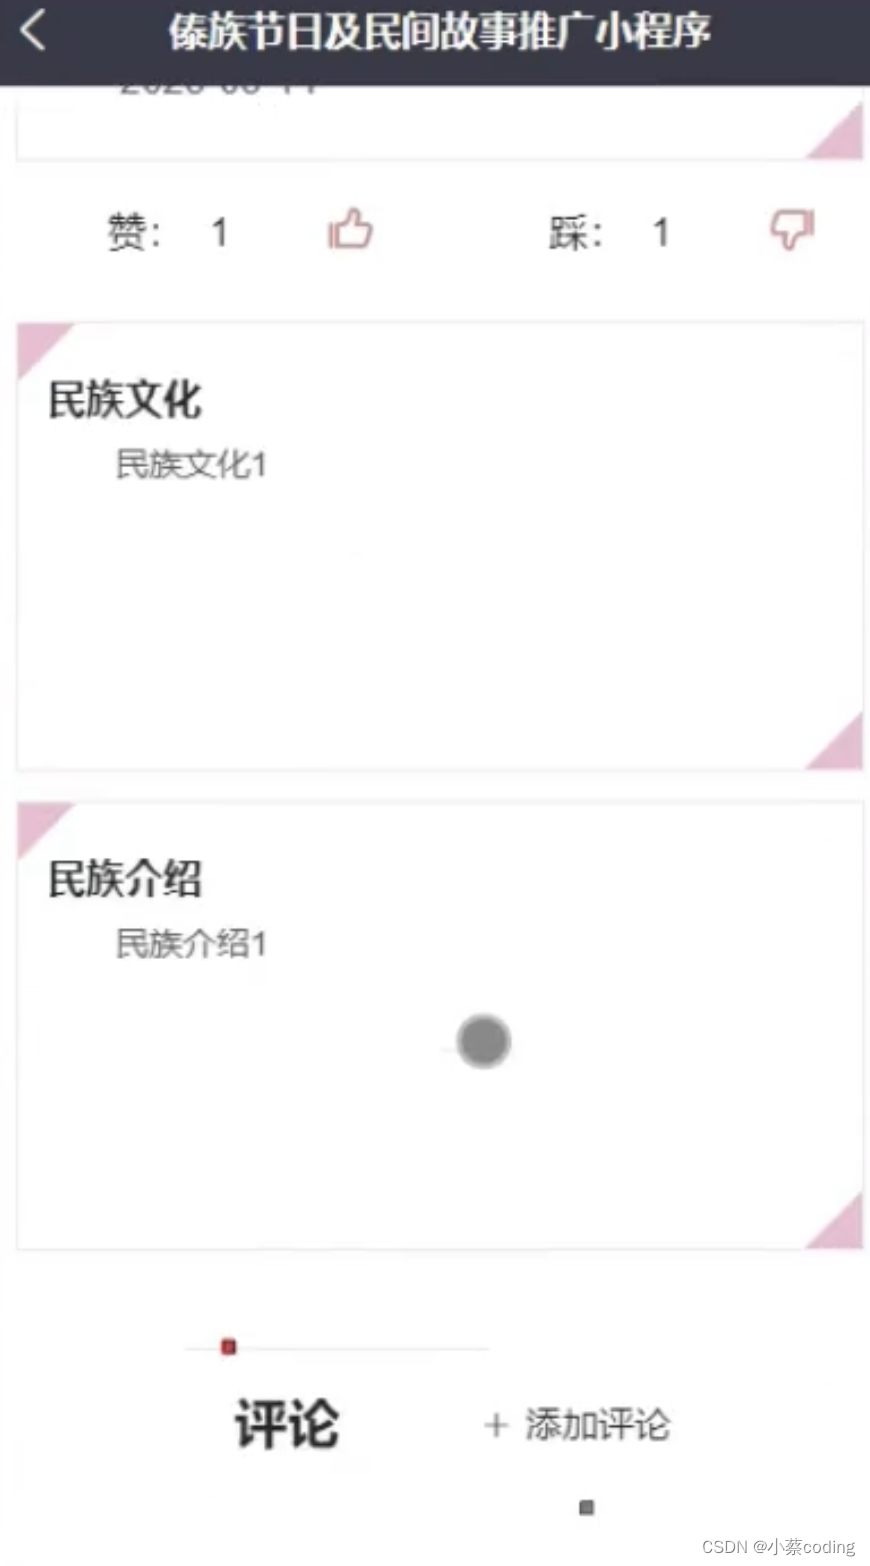 傣族节日及民间故事推广小程序
赞: 1 踩: 1
民族文化
民族文化1
民族介绍
民族介绍1
评论 + 添加评论
CSDN @小蔡coding